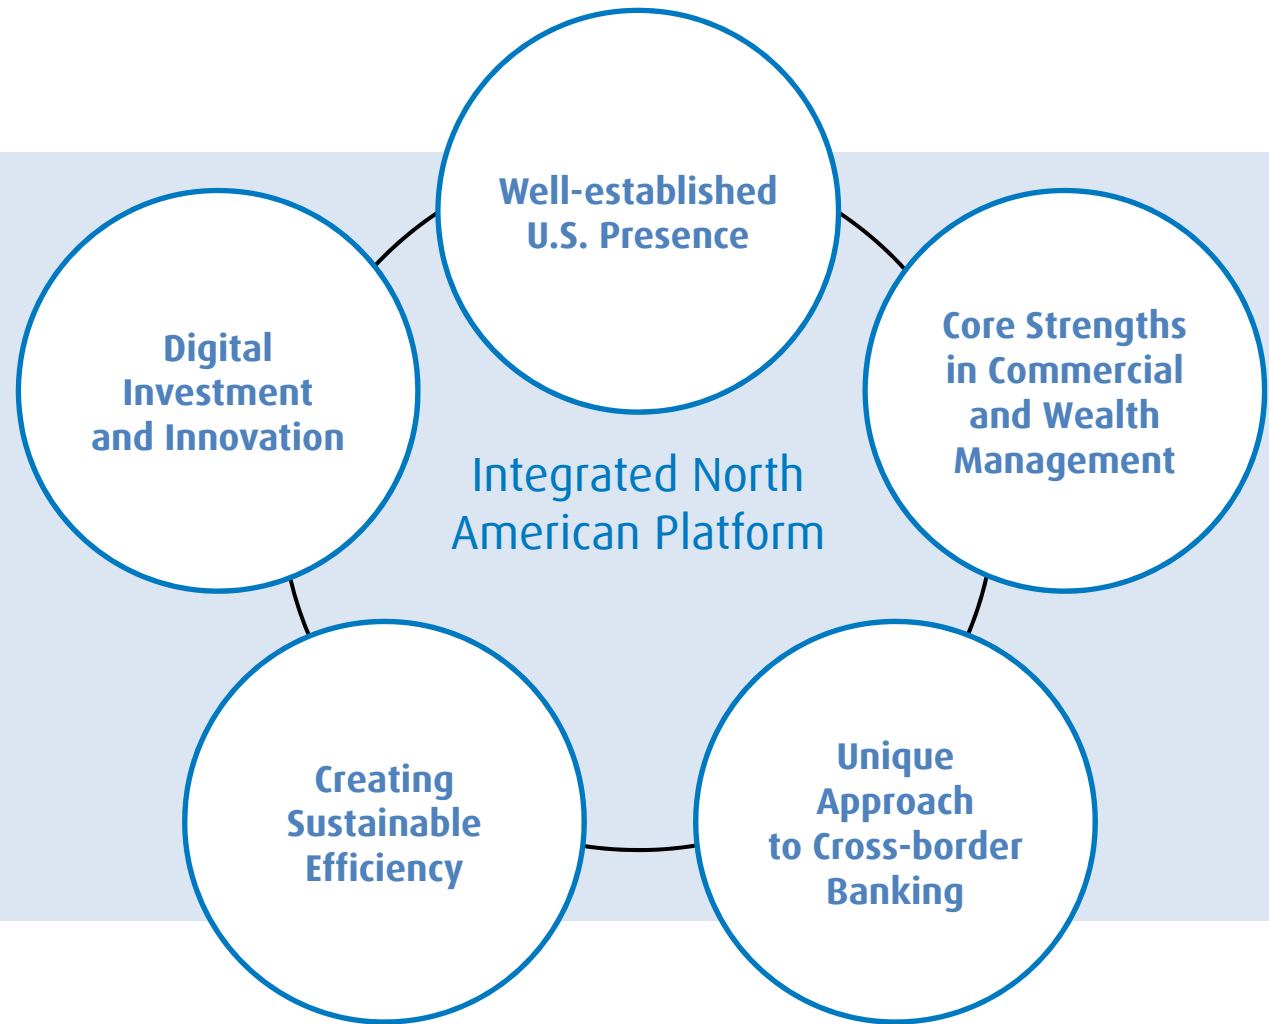 Well-established
U.S. Presence
Core Strengths
in Commercial
and Wealth
Management
Digital
Investment
and Innovation
Integrated North
American Platform
Unique
Approach
to Cross-border
Banking
Creating
Sustainable
Efficiency